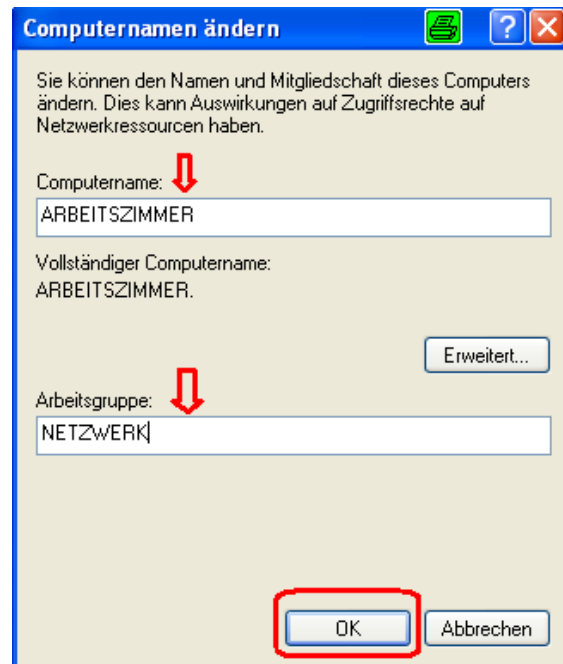 Computernamen ändern
Sie können den Namen und Mitgliedschaft dieses Computers
ändern. Dies kann Auswirkungen auf Zugriffsrechte auf
Netzwerkressourcen haben.
Computername:
ARBEITSZIMMER
Vollständiger Computername:
ARBEITSZIMMER.
Erweitert...
Arbeitsgruppe:
NETZWERK
OK Abbrechen